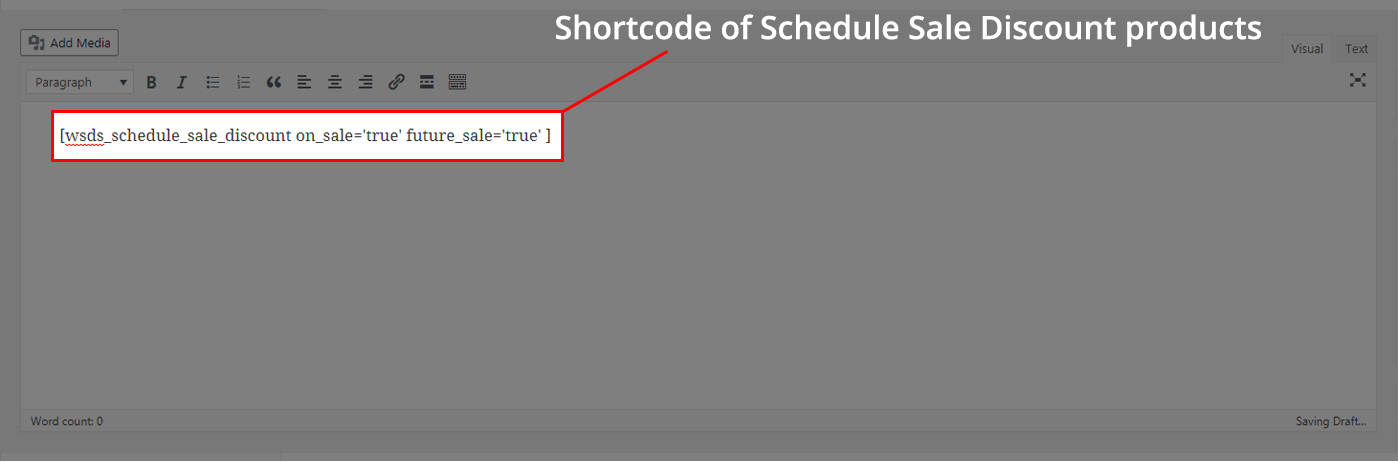 Shortcode of Schedule Sale Discount products
Add Media
Visual Text
Paragraph B I
[wsds_schedule_sale_discount on_sale='true' future_sale='true' ]
Word count: 0 Saving Draft...